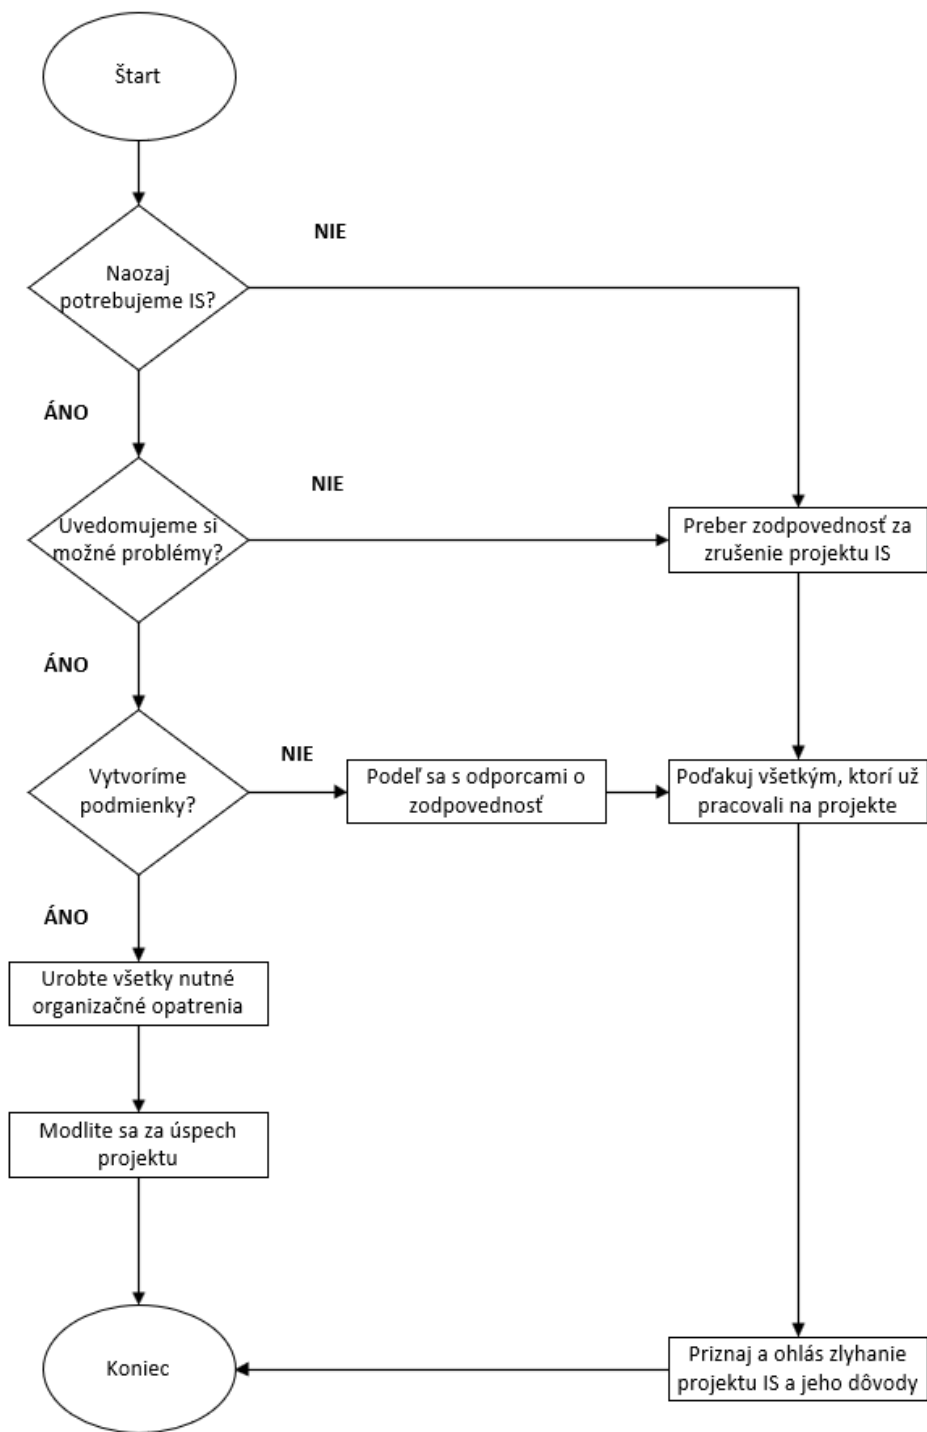 Štart
NIE
Naozaj
potrebujeme IS?
ÁNO
NIE
Uvedomujeme si
možné problémy?
Preber zodpovednosť za
zrušenie projektu IS
ÁNO
NIE
Vytvoríme
podmienky?
Podeľ sa s odporcami o
zodpovednosť
Poďakuj všetkým, ktorí už
pracovali na projekte
ÁNO
Urobte všetky nutné
organizačné opatrenia
Modlite sa za úspech
projektu
Koniec
Priznaj a ohlás zlyhanie
projektu IS a jeho dôvody